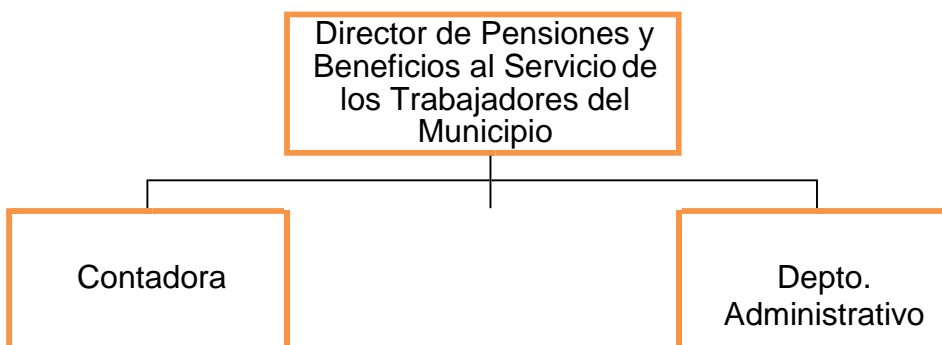 Director de Pensiones y
Beneficios al Servicio de
los Trabajadores del
Municipio
Contadora
Depto.
Administrativo